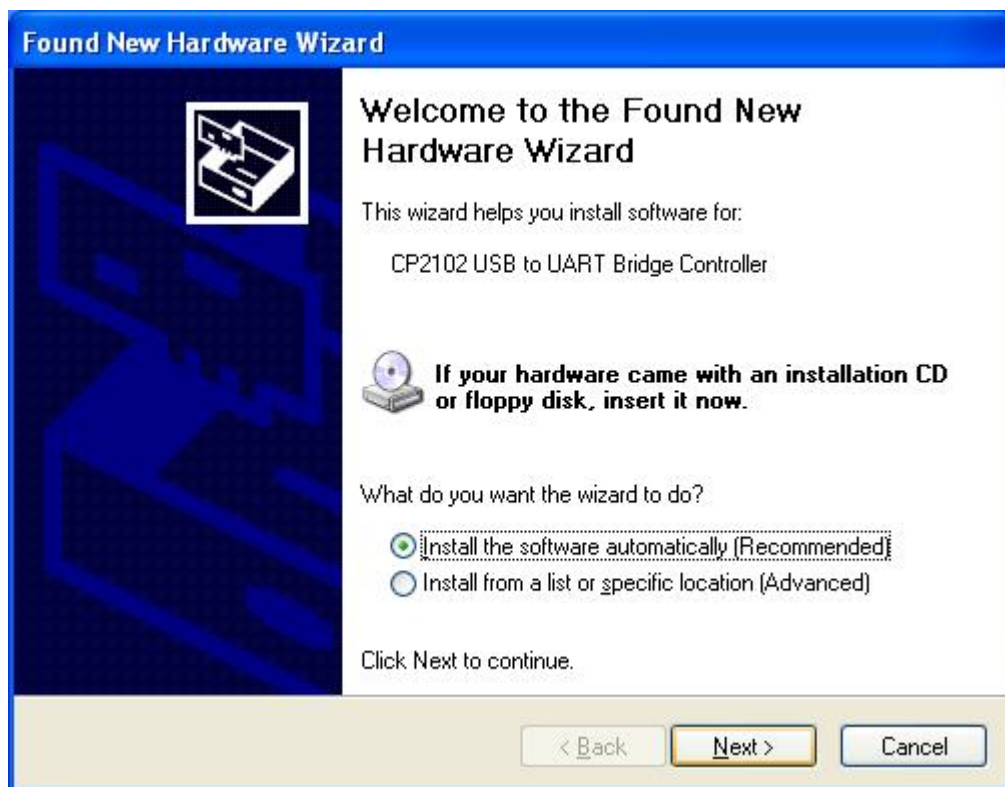 Found New Hardware Wizard
Welcome to the Found New
Hardware Wizard
This wizard helps you install software for:
CP2102 USB to UART Bridge Controller
If your hardware came with an installation CD
or floppy disk, insert it now.
What do you want the wizard to do?
Install the software automatically (Recommended)
Install from a list or specific location (Advanced)
Click Next to continue.
< Back Next > Cancel